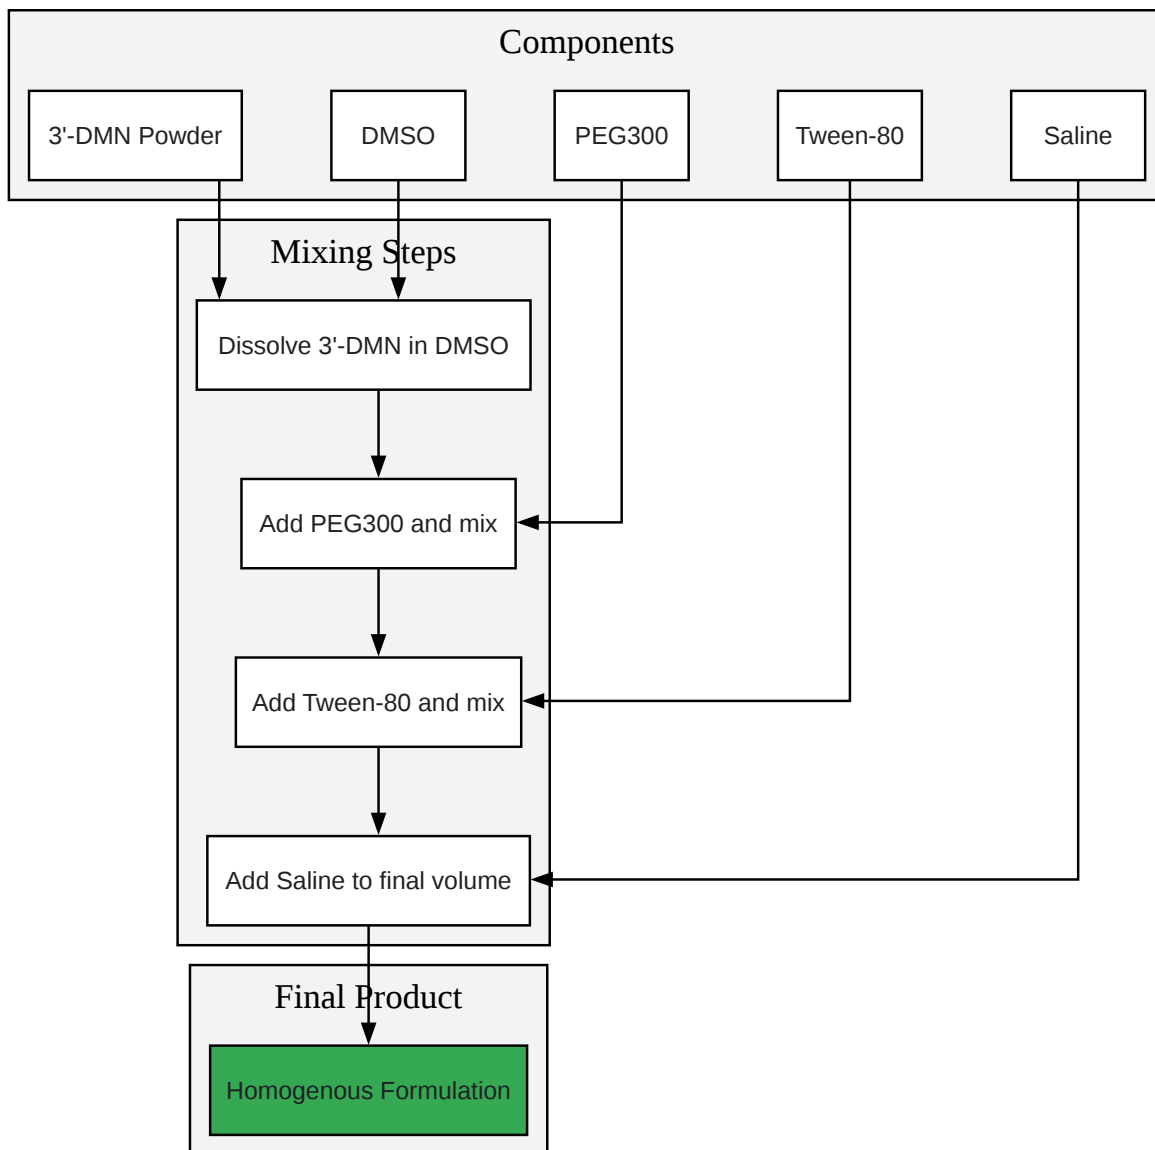 Components
3'-DMN Powder
DMSO
PEG300
Tween-80
Saline
Mixing Steps
Dissolve 3'-DMN in DMSO
Add PEG300 and mix
Add Tween-80 and mix
Add Saline to final volume
Final Product
Homogenous Formulation